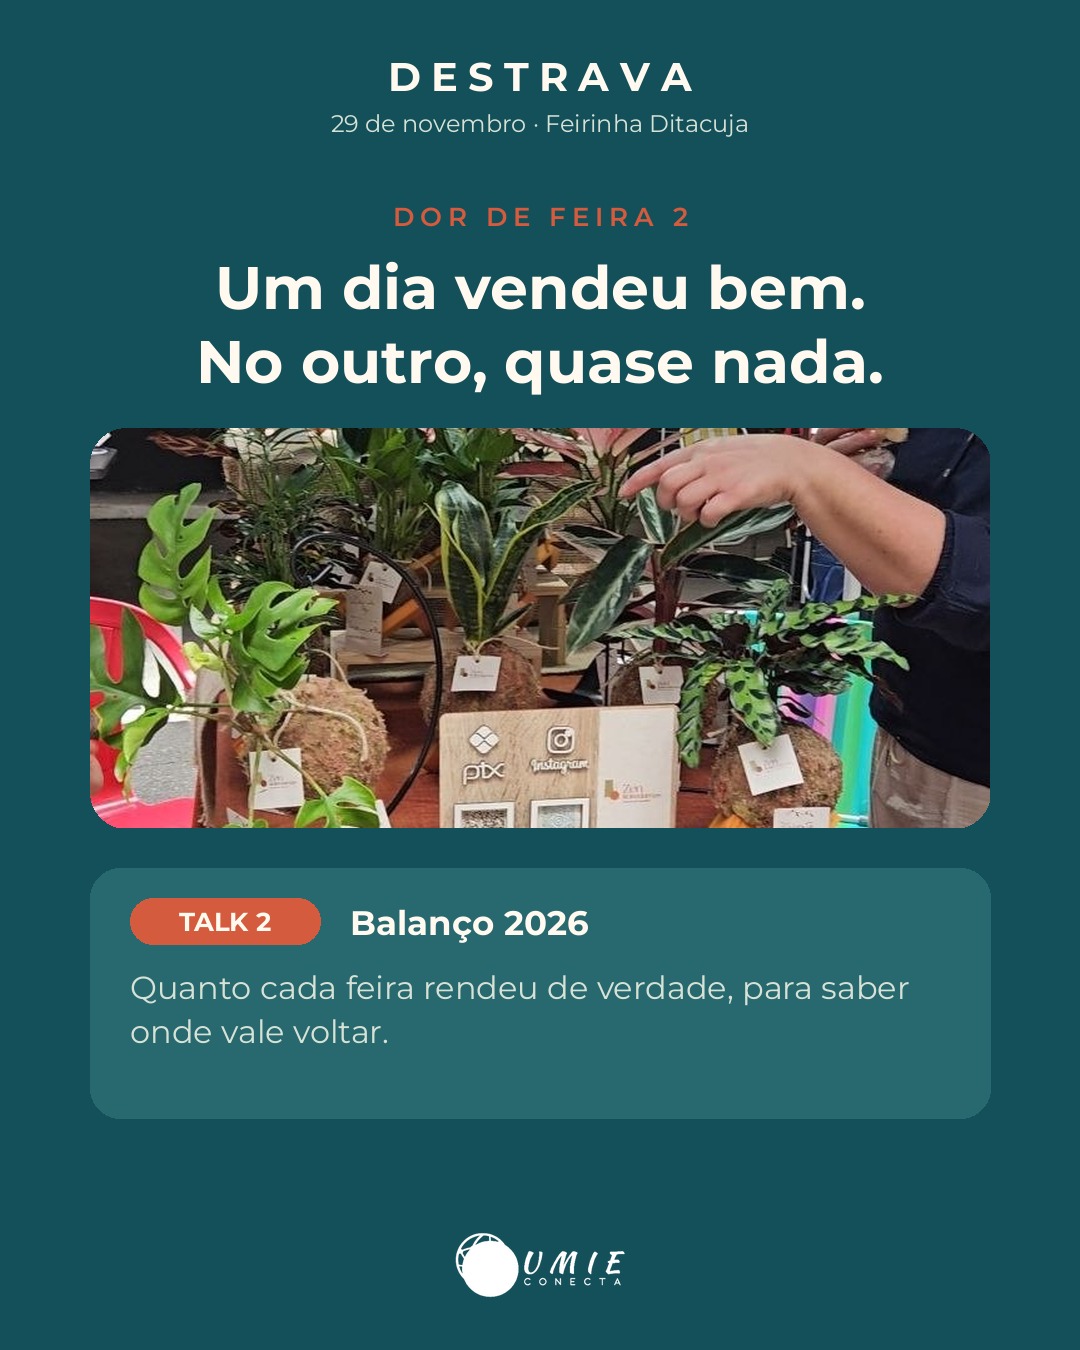 DESTRAVA
29 de novembro · Feirinha Ditacuja
DOR DE FEIRA 2
Um dia vendeu bem.
No outro, quase nada.
pix
Instagram
Zen
TALK 2
Balanço 2026
Quanto cada feira rendeu de verdade, para saber
onde vale voltar.
UMIE
CONECTA